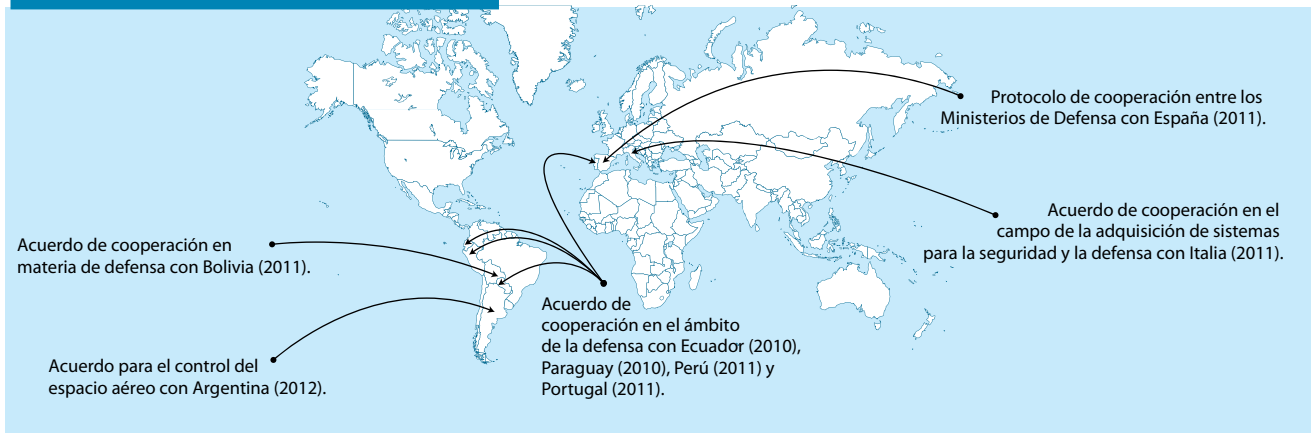 Protocolo de cooperación entre los
Ministerios de Defensa con España (2011).
Acuerdo de cooperación en el
campo de la adquisición de sistemas
para la seguridad y la defensa con Italia (2011).
Acuerdo de cooperación en
materia de defensa con Bolivia (2011).
Acuerdo de
cooperación en el ámbito
de la defensa con Ecuador (2010),
Paraguay (2010), Perú (2011) y
Portugal (2011).
Acuerdo para el control del
espacio aéreo con Argentina (2012).